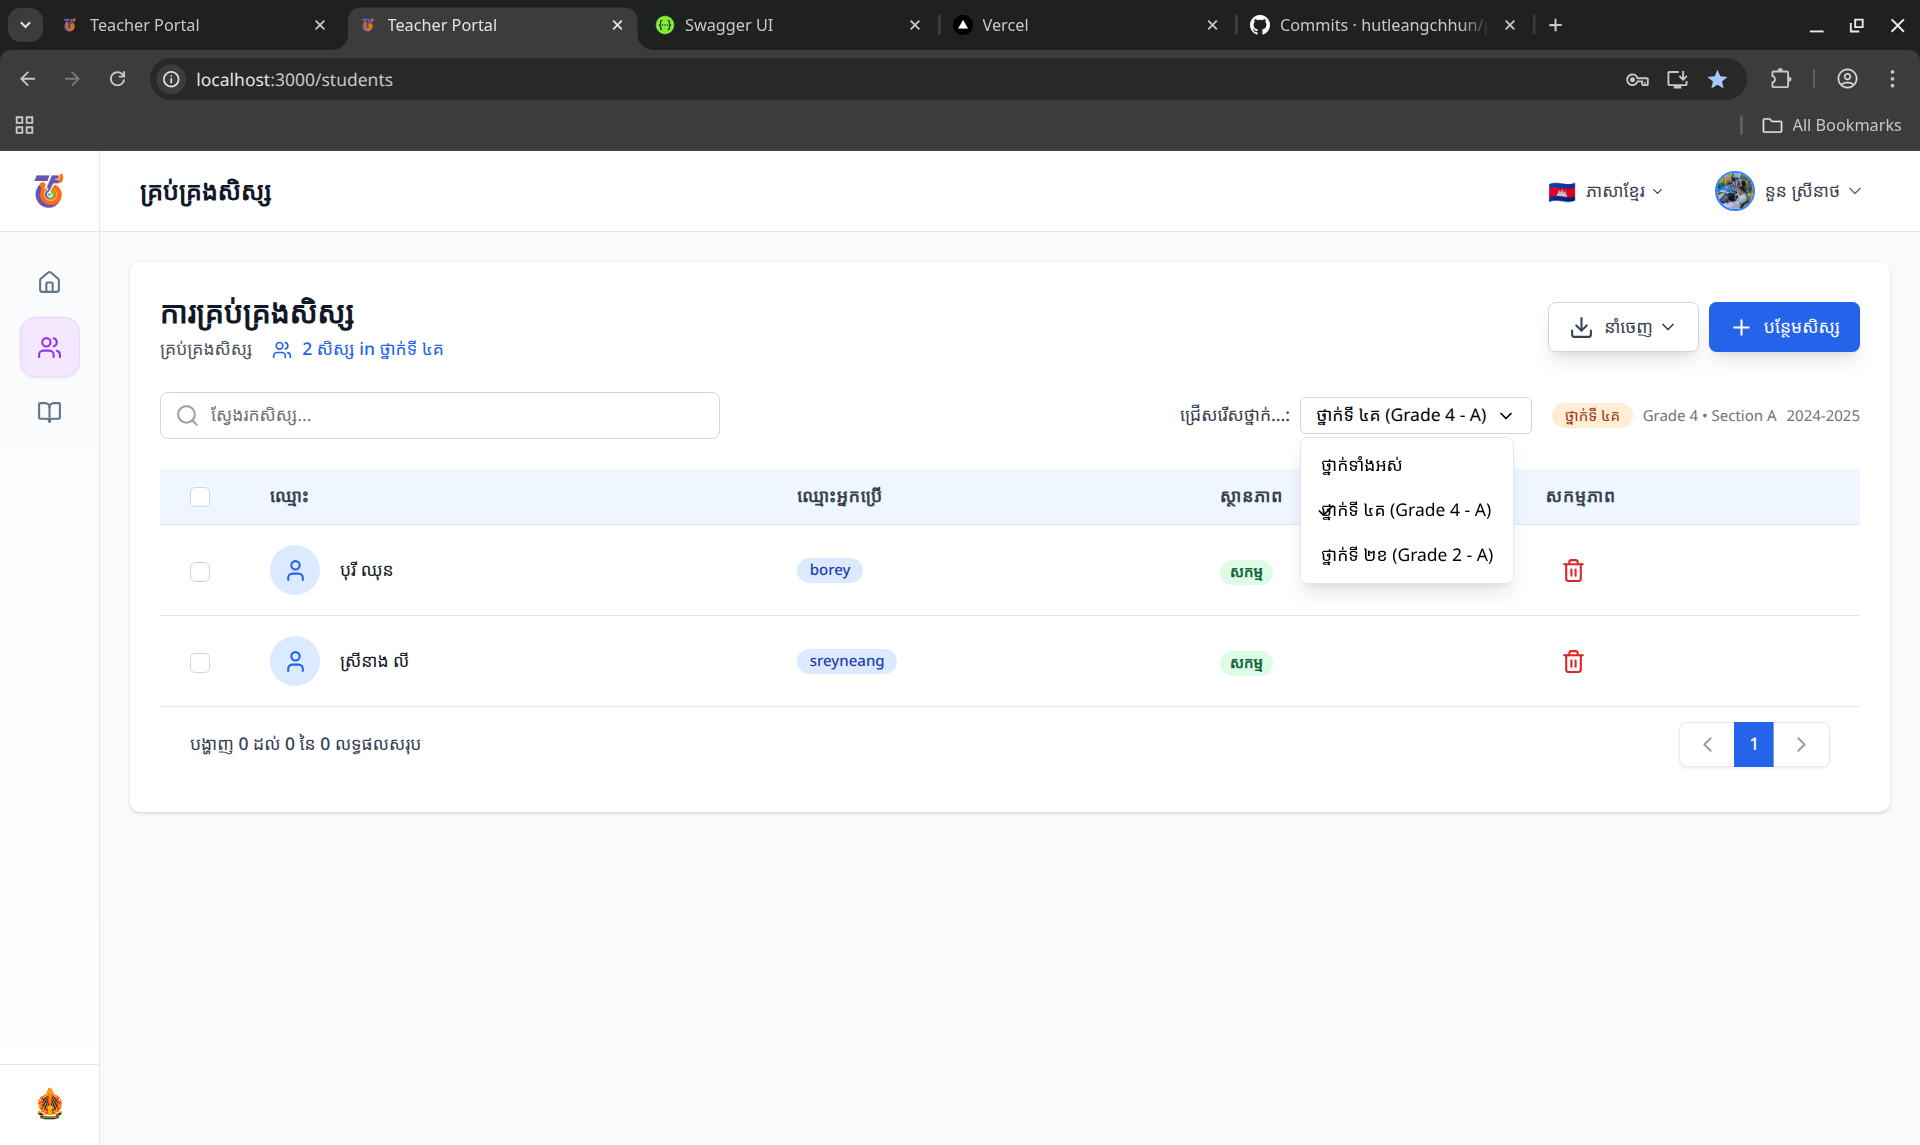 Teacher Portal
Teacher Portal
Swagger UI
Vercel
Commits · hutleangchhun/
localhost:3000/students
All Bookmarks
គ្រប់គ្រងសិស្ស
ភាសាខ្មែរ
នួន ស្រីនាថ
ការគ្រប់គ្រងសិស្ស
គ្រប់គ្រងសិស្ស 2 សិស្ស in ថ្នាក់ទី ៤គ
នាំចេញ
បន្ថែមសិស្ស
ស្វែងរកសិស្ស...
ជ្រើសរើសថ្នាក់...:
ថ្នាក់ទី ៤គ (Grade 4 - A)
ថ្នាក់ទី ៤គ
Grade 4 • Section A 2024-2025
ថ្នាក់ទាំងអស់
ថ្នាក់ទី ៤គ (Grade 4 - A)
ថ្នាក់ទី ២ខ (Grade 2 - A)
ឈ្មោះ
ឈ្មោះអ្នកប្រើ
ស្ថានភាព
សកម្មភាព
បុរី ឈុន
borey
សកម្ម
ស្រីនាង លី
sreyneang
សកម្ម
បង្ហាញ 0 ដល់ 0 នៃ 0 លទ្ធផលសរុប
1